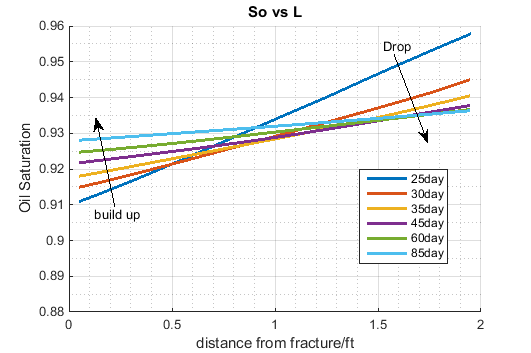 So vs L
0.96
0.95
0.94
0.93
0.92
0.91
0.9
0.89
0.88
Oil Saturation
Drop
build up
25day
30day
35day
45day
60day
85day
0
0.5
1
1.5
2
distance from fracture/ft